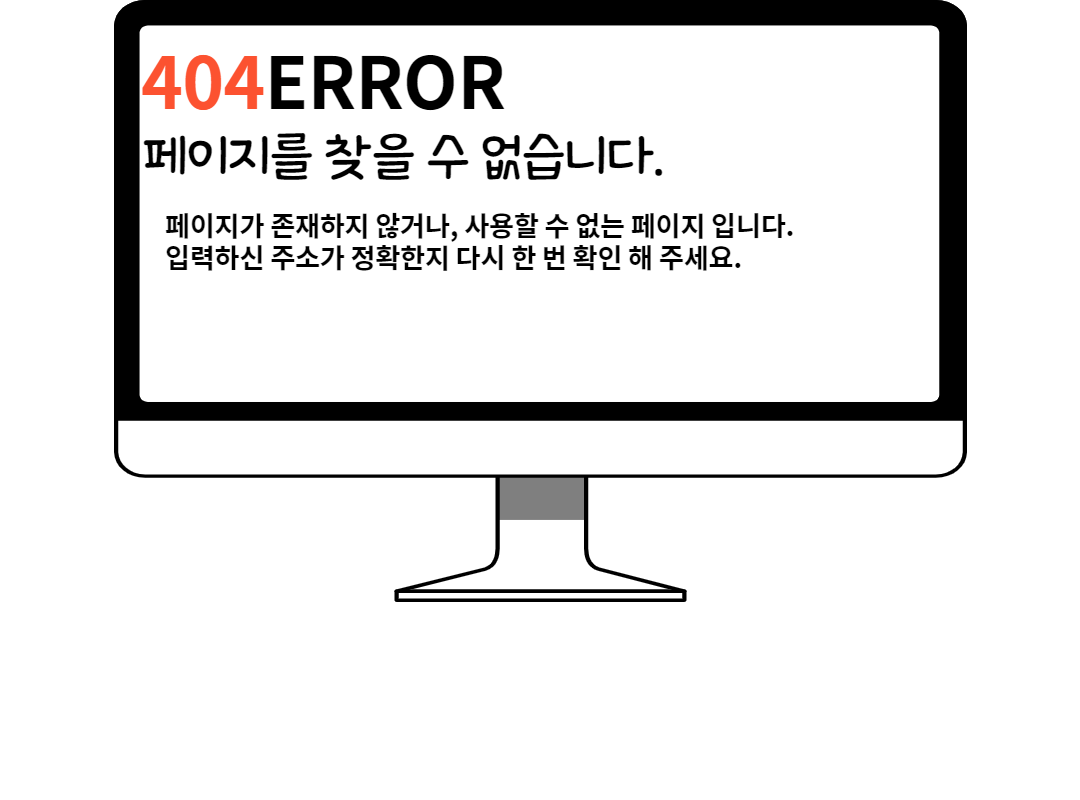 404ERROR
페이지를 찾을 수 없습니다.
페이지가 존재하지 않거나, 사용할 수 없는 페이지 입니다.
입력하신 주소가 정확한지 다시 한 번 확인 해 주세요.